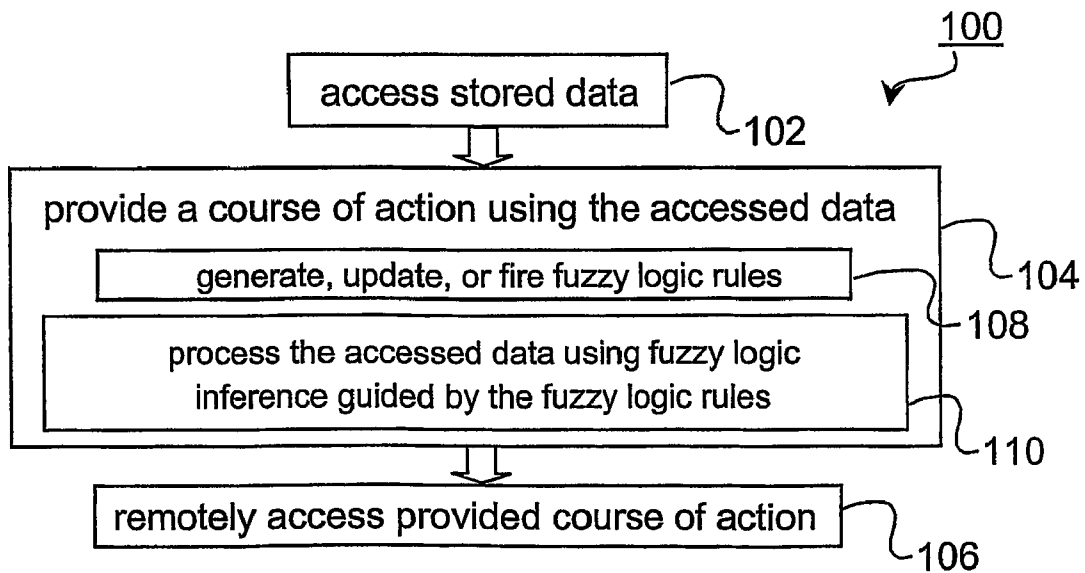 100
access stored data
102
provide a course of action using the accessed data
104
generate, update, or fire fuzzy logic rules
108
process the accessed data using fuzzy logic
inference guided by the fuzzy logic rules
110
remotely access provided course of action
106